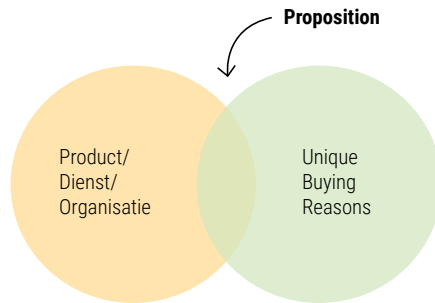 Proposition
Product/
Dienst/
Organisatie
Unique
Buying
Reasons